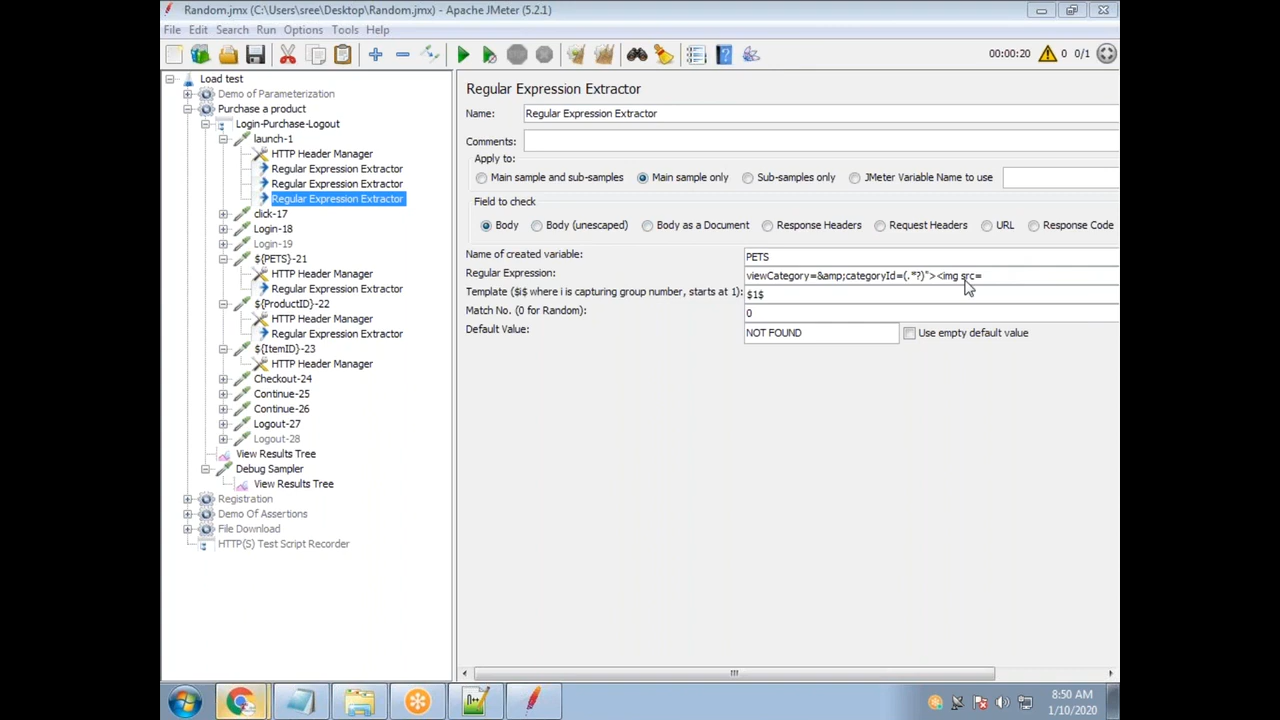 Random.jmx (C:\Users\sree\Desktop\Random.jmx) - Apache JMeter (5.2.1)
File Edit Search Run Options Tools Help
00:00:20 0 0/1
Load test
Demo of Parameterization
Purchase a product
Login-Purchase-Logout
launch-1
HTTP Header Manager
Regular Expression Extractor
Regular Expression Extractor
Regular Expression Extractor
click-17
Login-18
Login-19
${PETS}-21
HTTP Header Manager
Regular Expression Extractor
${ProductID}-22
HTTP Header Manager
Regular Expression Extractor
${ItemID}-23
HTTP Header Manager
Checkout-24
Continue-25
Continue-26
Logout-27
Logout-28
View Results Tree
Debug Sampler
View Results Tree
Registration
Demo Of Assertions
File Download
HTTP(S) Test Script Recorder
Regular Expression Extractor
Name: Regular Expression Extractor
Comments:
Apply to:
Main sample and sub-samples Main sample only Sub-samples only JMeter Variable Name to use
Field to check
Body Body (unescaped) Body as a Document Response Headers Request Headers URL Response Code
Name of created variable: PETS
Regular Expression: viewCategory=&amp;categoryId=(.*?)"><img src=
Template ($i$ where i is capturing group number, starts at 1): $1$
Match No. (0 for Random): 0
Default Value: NOT FOUND Use empty default value
8:50 AM
1/10/2020